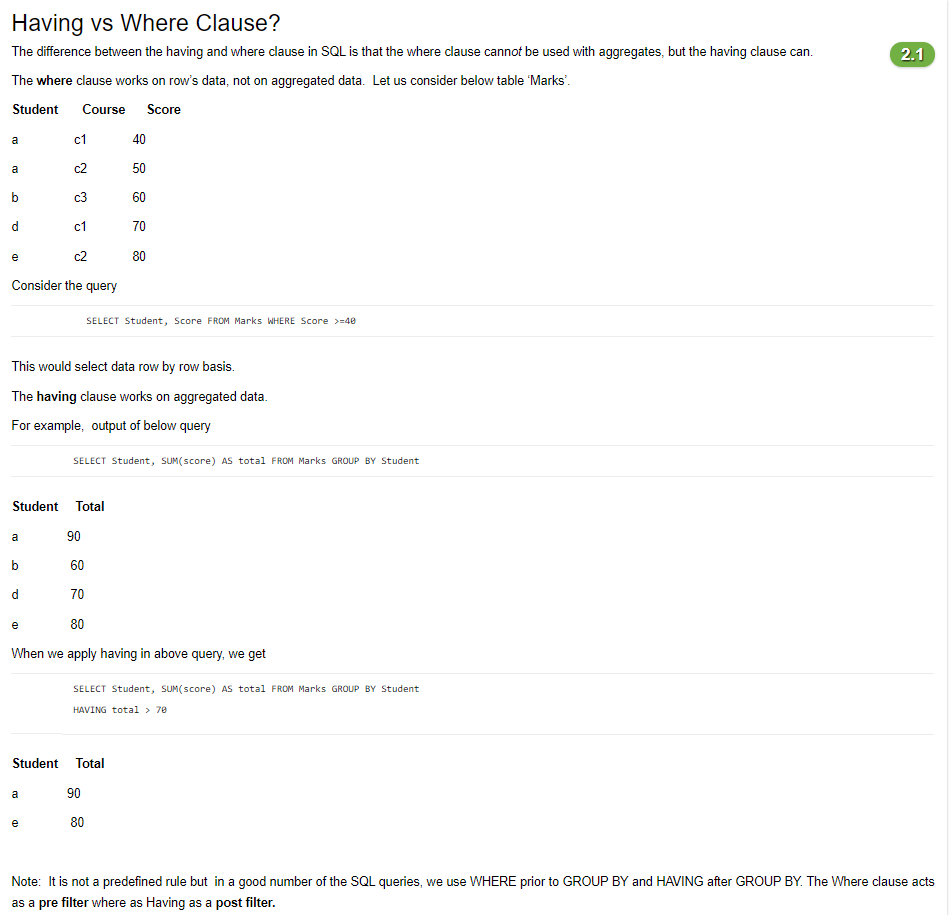 Having vs Where Clause?
The difference between the having and where clause in SQL is that the where clause cannot be used with aggregates, but the having clause can.
2.1
The where clause works on row's data, not on aggregated data.  Let us consider below table 'Marks'.
Student Course Score
a c1 40
a c2 50
b c3 60
d c1 70
e c2 80
Consider the query
SELECT Student, Score FROM Marks WHERE Score >=40
This would select data row by row basis.
The having clause works on aggregated data.
For example,  output of below query
SELECT Student, SUM(score) AS total FROM Marks GROUP BY Student
Student Total
a 90
b 60
d 70
e 80
When we apply having in above query, we get
SELECT Student, SUM(score) AS total FROM Marks GROUP BY Student
HAVING total > 70
Student Total
a 90
e 80
Note:  It is not a predefined rule but  in a good number of the SQL queries, we use WHERE prior to GROUP BY and HAVING after GROUP BY. The Where clause acts
as a pre filter where as Having as a post filter.